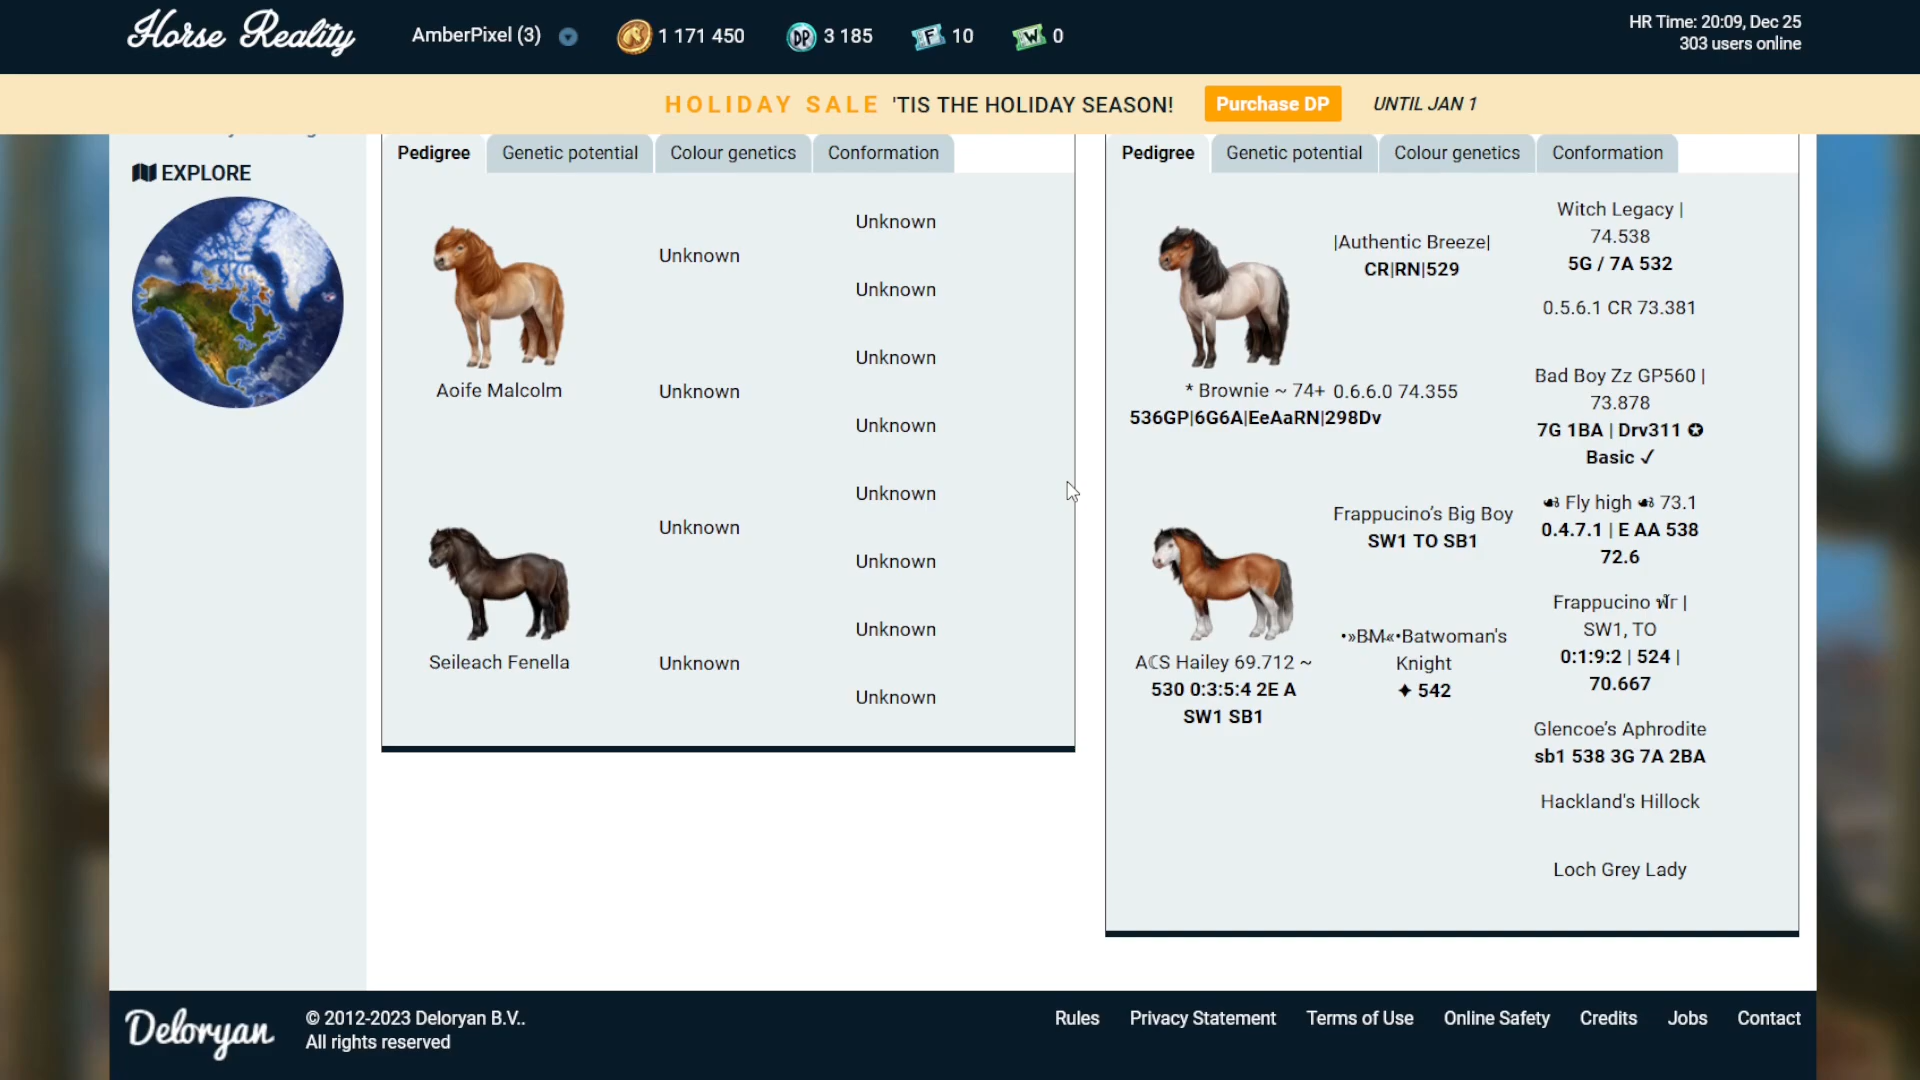 Horse Reality
AmberPixel (3)
1 171 450
DP
3 185
F
10
W
0
HR Time: 20:09, Dec 25
303 users online
HOLIDAY SALE 'TIS THE HOLIDAY SEASON! Purchase DP UNTIL JAN 1
EXPLORE
Pedigree Genetic potential Colour genetics Conformation
Aoife Malcolm
Seileach Fenella
Unknown
Unknown
Unknown
Unknown
Unknown
Unknown
Unknown
Unknown
Unknown
Unknown
Unknown
Unknown
Pedigree Genetic potential Colour genetics Conformation
* Brownie ~ 74+
536GP|6G6A|EeAaRN|298Dv
A☾S Hailey 69.712 ~
530 0:3:5:4 2E A
SW1 SB1
|Authentic Breeze|
CR|RN|529
0.6.6.0 74.355
Frappucino's Big Boy
SW1 TO SB1
•»BM«•Batwoman's
Knight
✦ 542
Witch Legacy |
74.538
5G / 7A 532
0.5.6.1 CR 73.381
Bad Boy Zz GP560 |
73.878
7G 1BA | Drv311 ✪
Basic ✓
☙ Fly high ☙ 73.1
0.4.7.1 | E AA 538
72.6
Frappucino |
SW1, TO
0:1:9:2 | 524 |
70.667
Glencoe's Aphrodite
sb1 538 3G 7A 2BA
Hackland's Hillock
Loch Grey Lady
Deloryan
© 2012-2023 Deloryan B.V..
All rights reserved
Rules Privacy Statement Terms of Use Online Safety Credits Jobs Contact